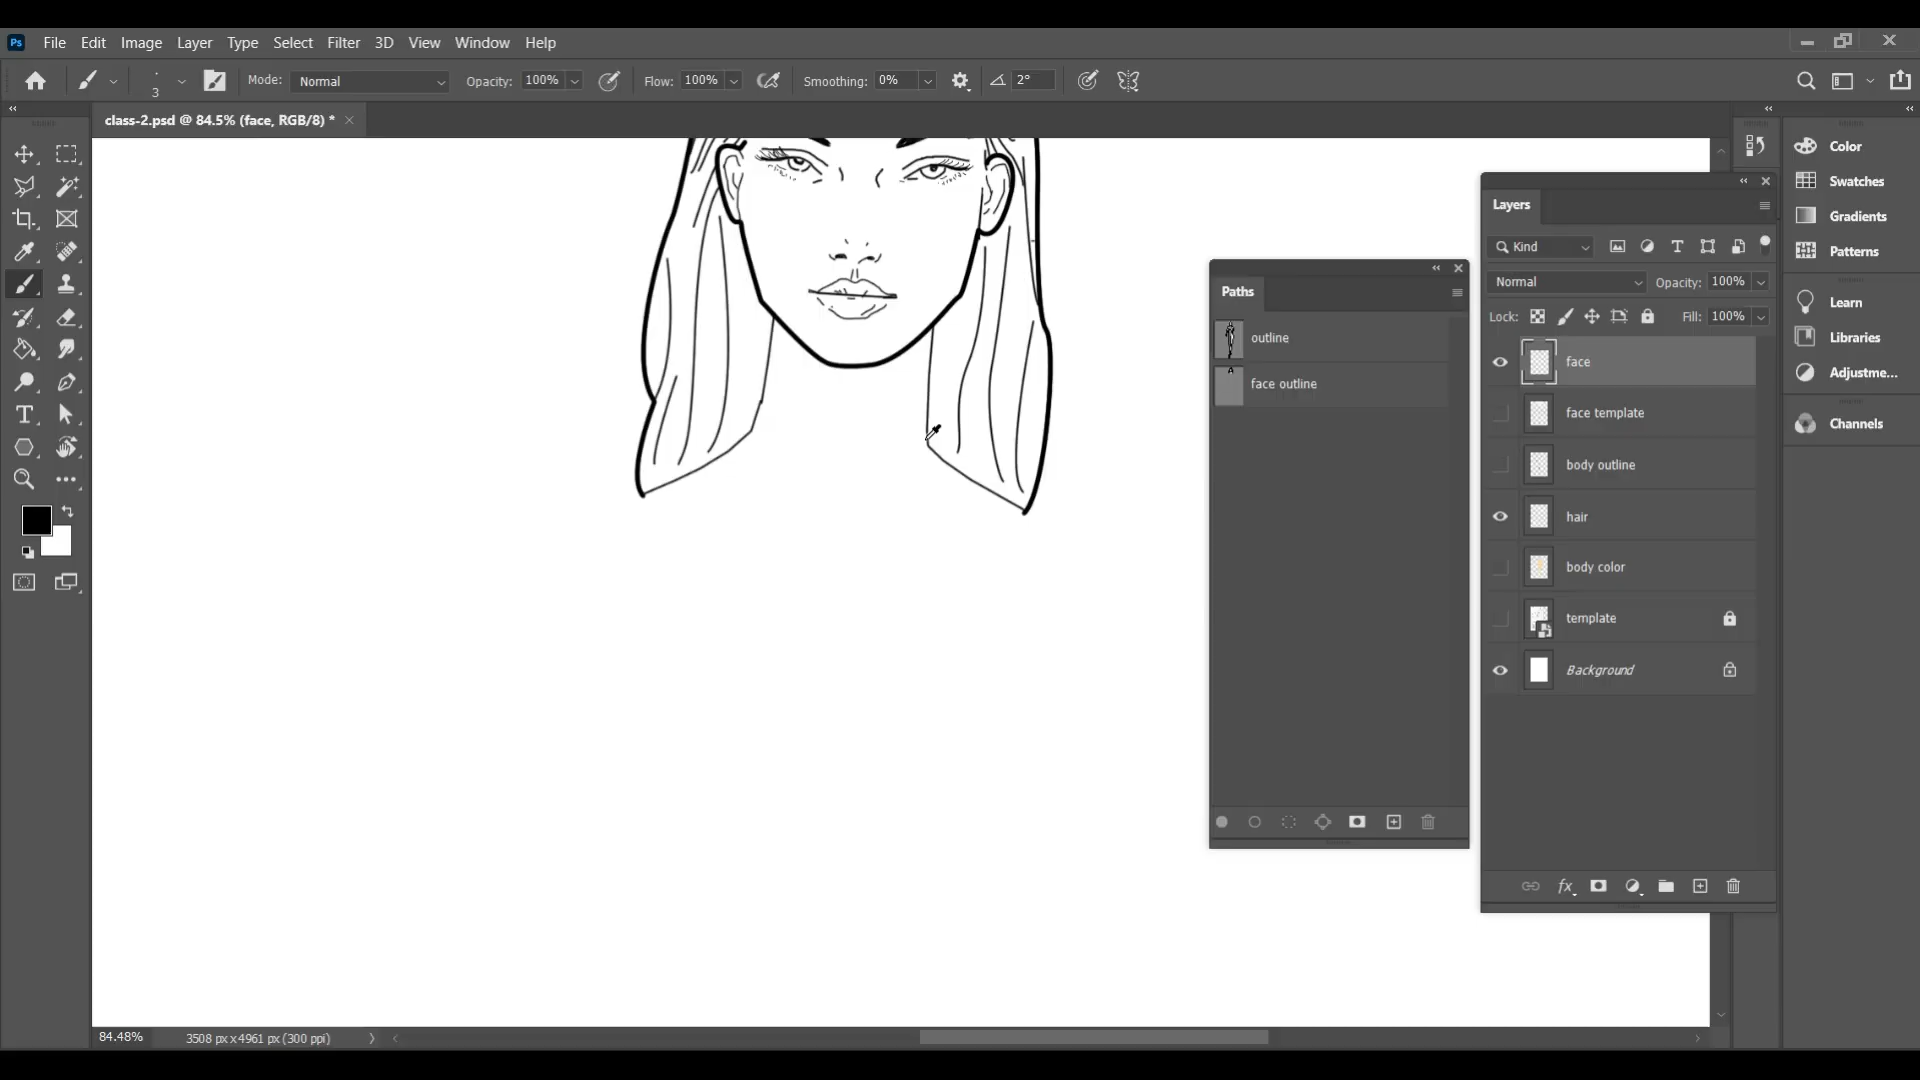 Ps File Edit Image Layer Type Select Filter 3D View Window Help
3 Mode: Normal Opacity: 100% Flow: 100% Smoothing: 0% 2°
class-2.psd @ 84.5% (face, RGB/8) *
Color
Swatches
Gradients
Patterns
Learn
Libraries
Adjustme...
Channels
Layers
Kind
Normal Opacity: 100%
Lock: Fill: 100%
face
face template
body outline
hair
body color
template
Background
fx
Paths
outline
face outline
84.48% 3508 px x 4961 px (300 ppi)